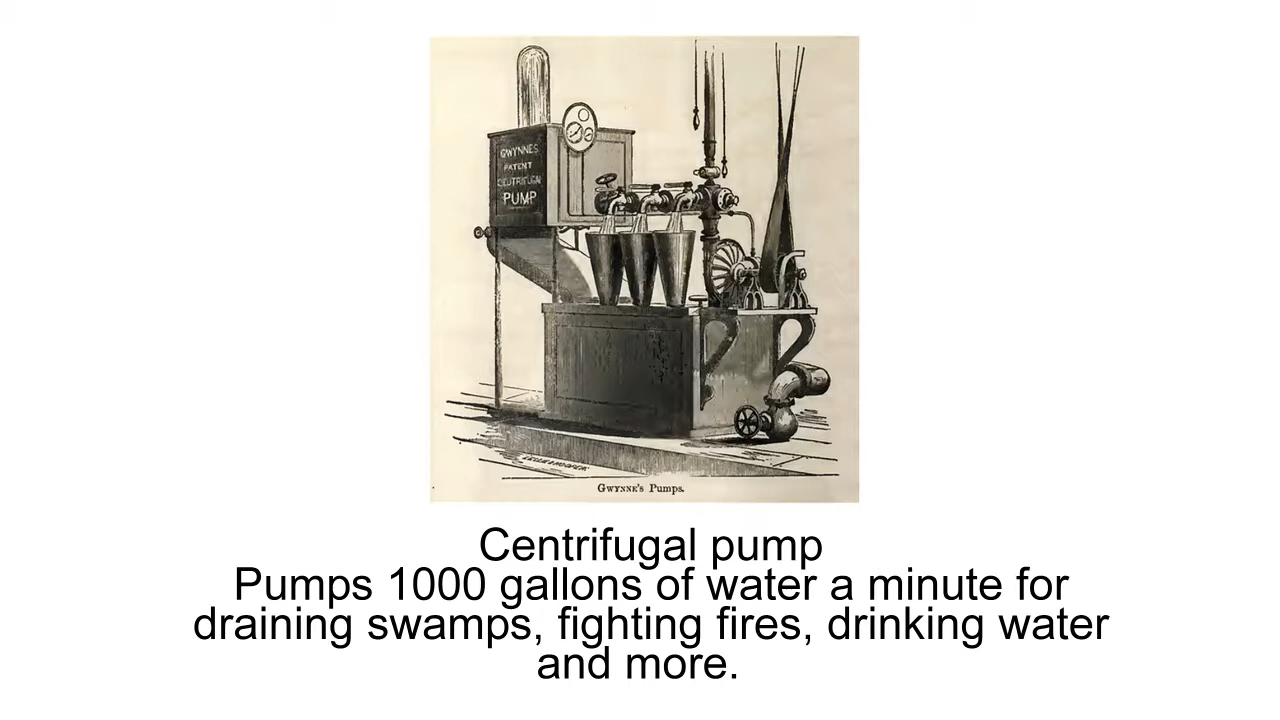 GWYNNES
PATENT
CENTRIFUGAL
PUMP
GWYNNE'S Pumps.
Centrifugal pump
Pumps 1000 gallons of water a minute for
draining swamps, fighting fires, drinking water
and more.